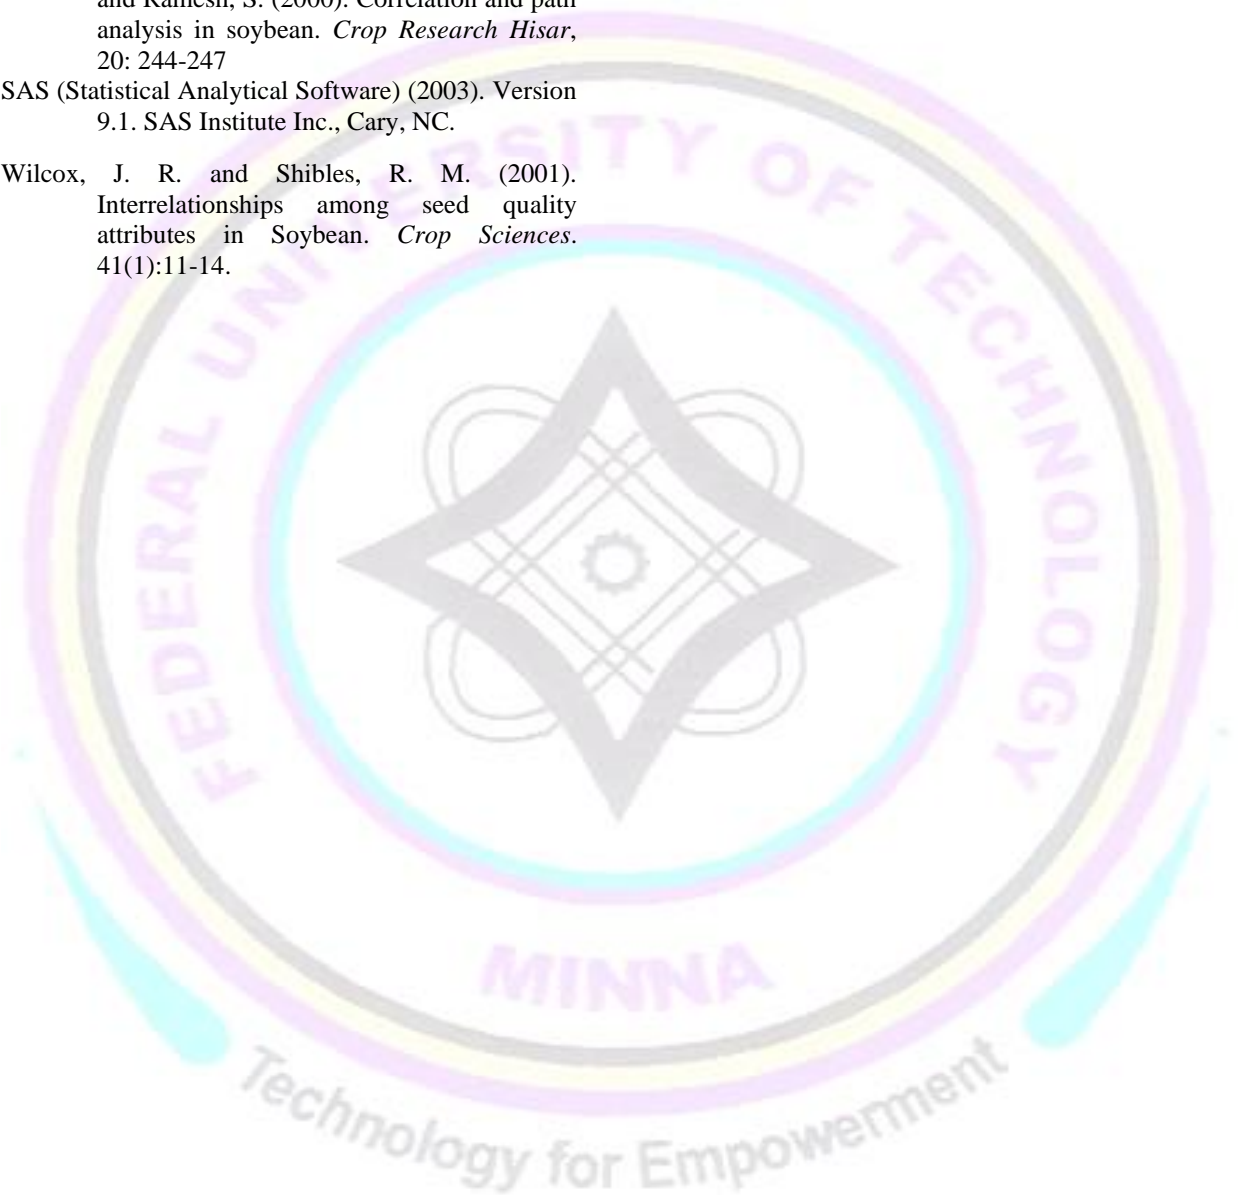 and Ramesh, S. (2000). Correlation and path
analysis in soybean. Crop Research Hisar,
20: 244-247
SAS (Statistical Analytical Software) (2003). Version
9.1. SAS Institute Inc., Cary, NC.
Wilcox, J. R. and Shibles, R. M. (2001).
Interrelationships among seed quality
attributes in Soybean. Crop Sciences.
41(1):11-14.
FEDERAL UNIVERSITY OF TECHNOLOGY
MINNA
Technology for Empowerment